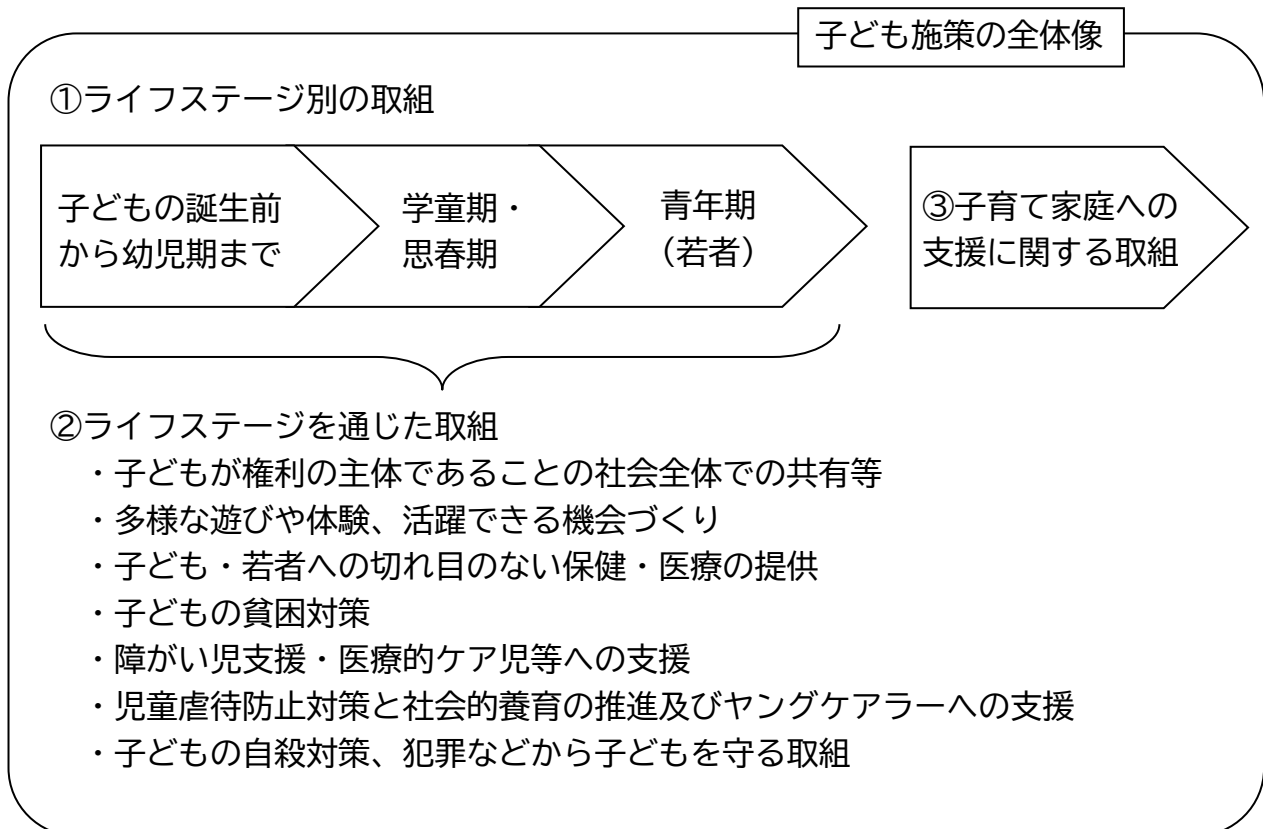 子ども施策の全体像
①ライフステージ別の取組
子どもの誕生前
から幼児期まで
学童期・
思春期
青年期
（若者）
③子育て家庭への
支援に関する取組
②ライフステージを通じた取組
・子どもが権利の主体であることの社会全体での共有等
・多様な遊びや体験、活躍できる機会づくり
・子ども・若者への切れ目のない保健・医療の提供
・子どもの貧困対策
・障がい児支援・医療的ケア児等への支援
・児童虐待防止対策と社会的養育の推進及びヤングケアラーへの支援
・子どもの自殺対策、犯罪などから子どもを守る取組